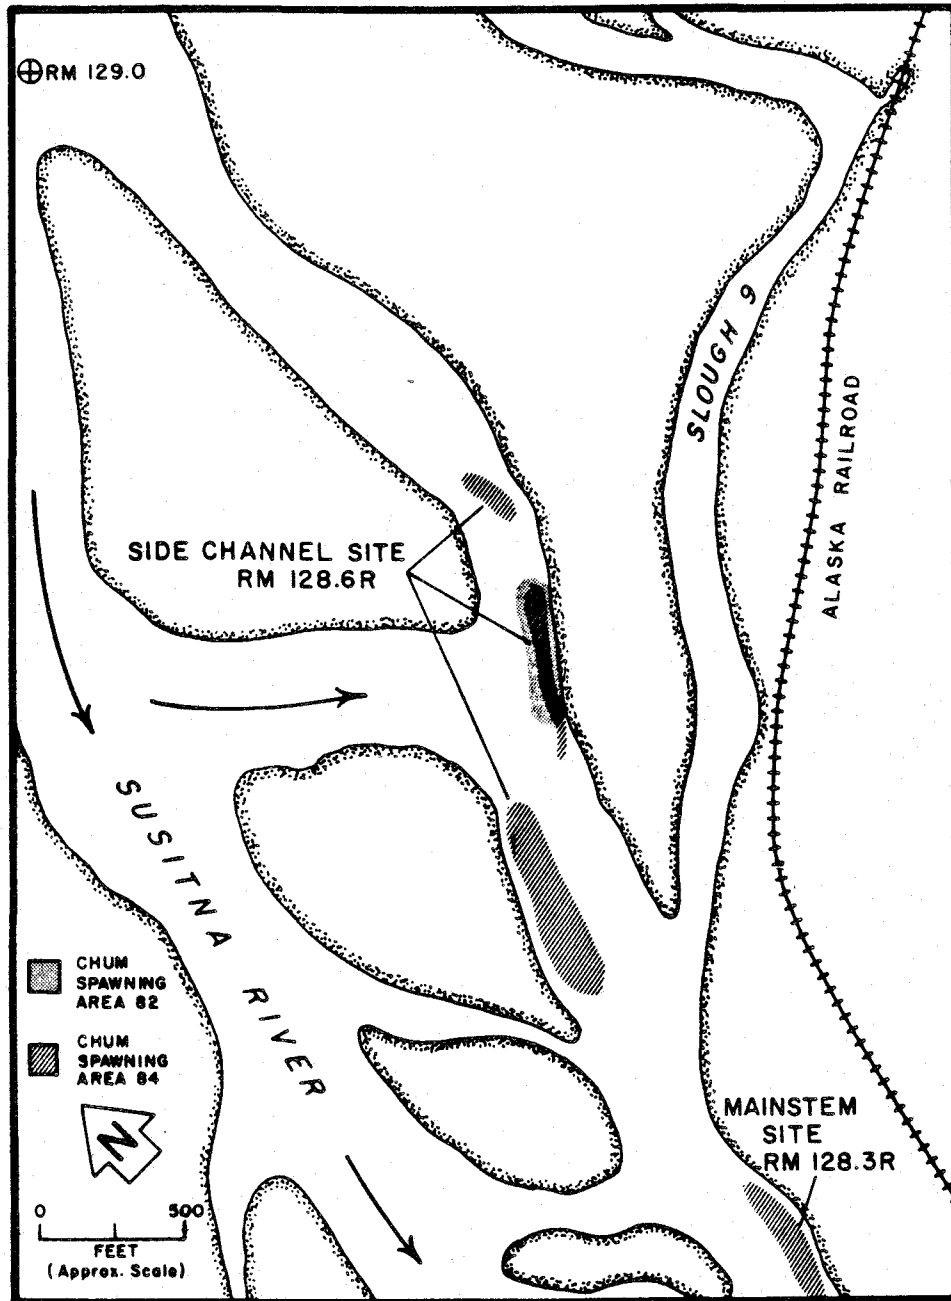 RM 129.0
SLOUGH 9
ALASKA RAILROAD
SIDE CHANNEL SITE
RM 128.6R
SUSITNA RIVER
CHUM
SPAWNING
AREA 82
CHUM
SPAWNING
AREA 84
N
MAINSTEM
SITE
RM 128.3R
0 500
FEET
(Approx. Scale)